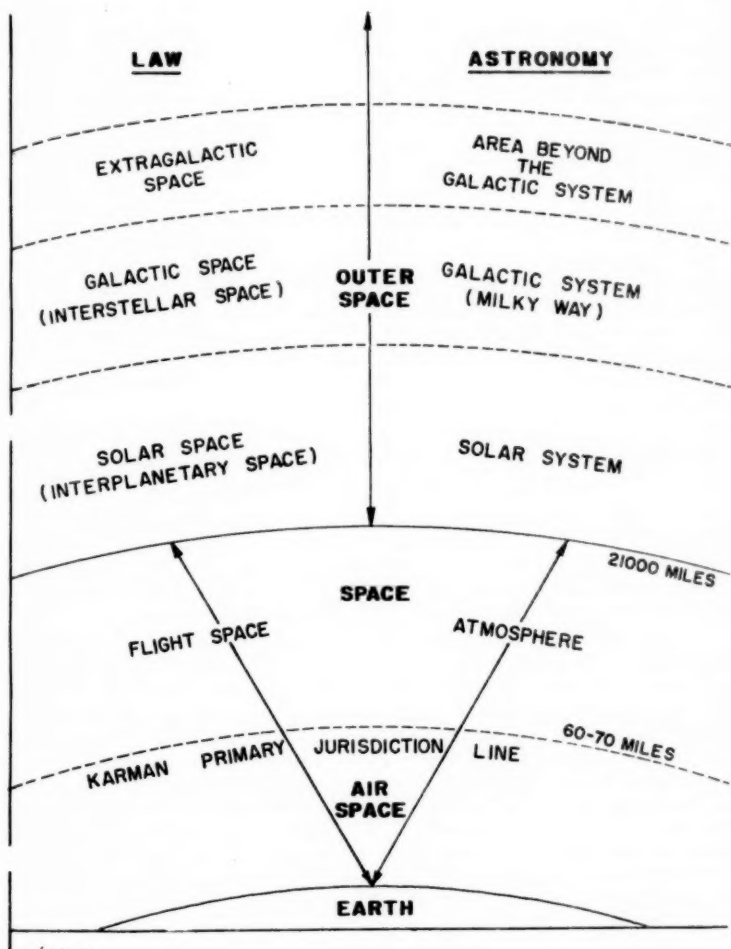 LAW
ASTRONOMY
EXTRAGALACTIC
SPACE
AREA BEYOND
THE
GALACTIC SYSTEM
GALACTIC SPACE
(INTERSTELLAR SPACE)
OUTER
SPACE
GALACTIC SYSTEM
(MILKY WAY)
SOLAR SPACE
(INTERPLANETARY SPACE)
SOLAR SYSTEM
21000 MILES
SPACE
FLIGHT SPACE
ATMOSPHERE
60-70 MILES
KARMAN PRIMARY JURISDICTION LINE
AIR
SPACE
EARTH